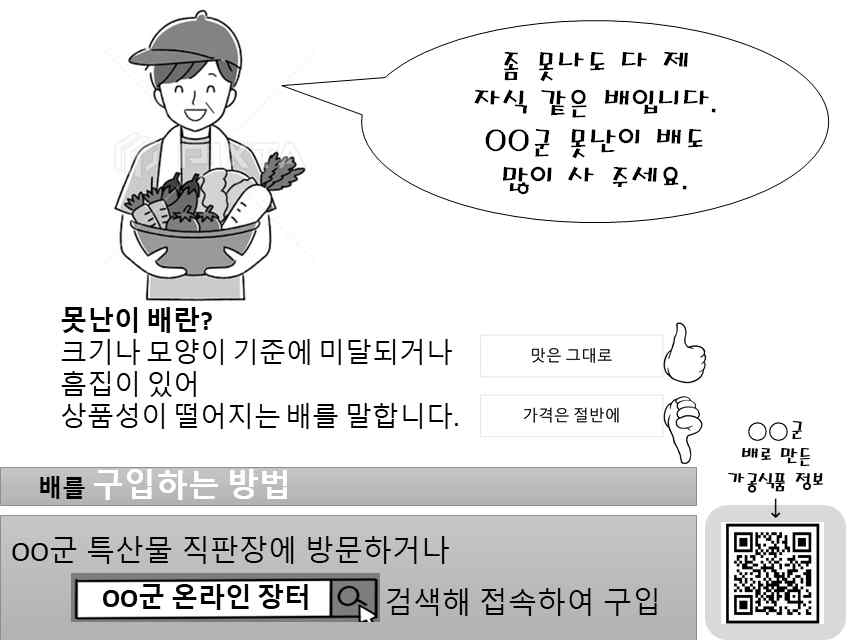 좀 못나도 다 제
자식 같은 배입니다.
○○군 못난이 배도
많이 사 주세요.
못난이 배란?
크기나 모양이 기준에 미달되거나
흠집이 있어
상품성이 떨어지는 배를 말합니다.
맛은 그대로
가격은 절반에
○○군
배로 만든
가공식품 정보
↓
배를 구입하는 방법
oo군 특산물 직판장에 방문하거나
oo군 온라인 장터 검색해 접속하여 구입